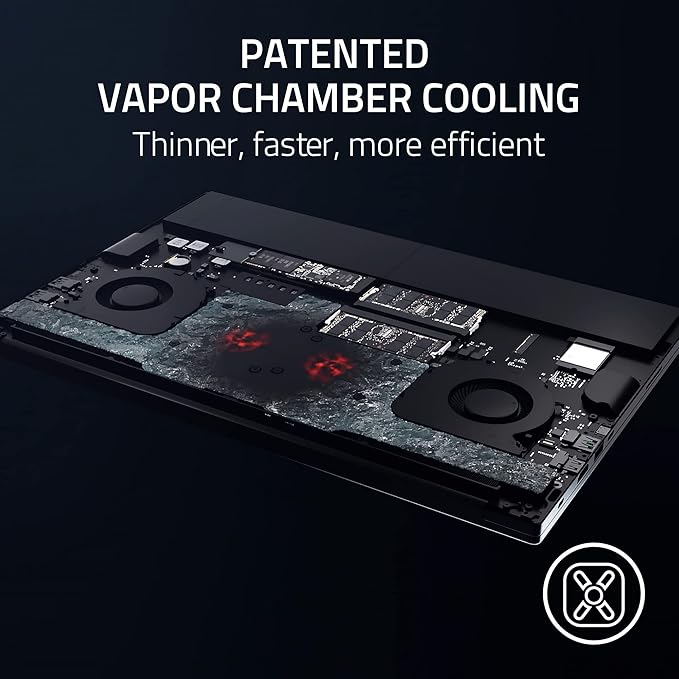 PATENTED
VAPOR CHAMBER COOLING
Thinner, faster, more efficient